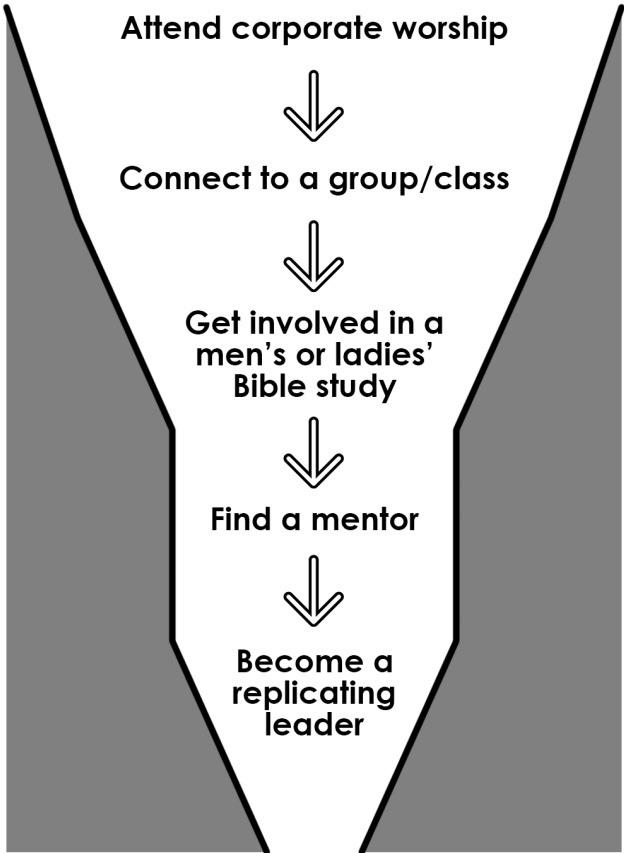 Attend corporate worship
Connect to a group/class
Get involved in a
men’s or ladies’
Bible study
Find a mentor
Become a
replicating
leader